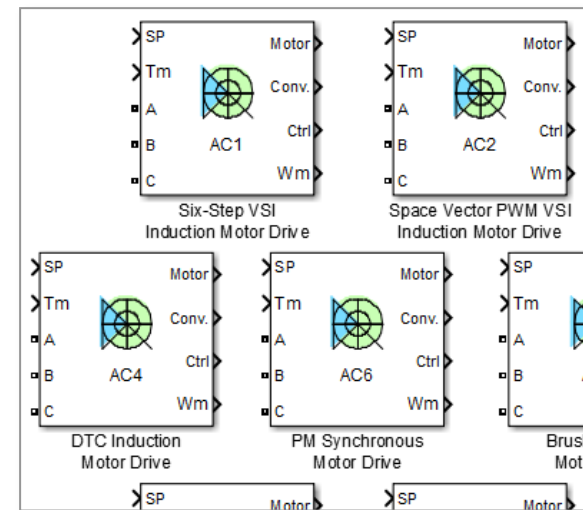 SP
Motor
Tm
Conv.
A
Ctrl
B
AC1
C
Wm
Six-Step VSI
Induction Motor Drive
SP
Motor
Tm
Conv.
A
Ctrl
B
AC2
C
Wm
Space Vector PWM VSI
Induction Motor Drive
SP
Motor
Tm
Conv.
A
Ctrl
B
AC4
C
Wm
DTC Induction
Motor Drive
SP
Motor
Tm
Conv.
A
Ctrl
B
AC6
C
Wm
PM Synchronous
Motor Drive
SP
Tm
A
B
C
SP
Motor
SP
Motor